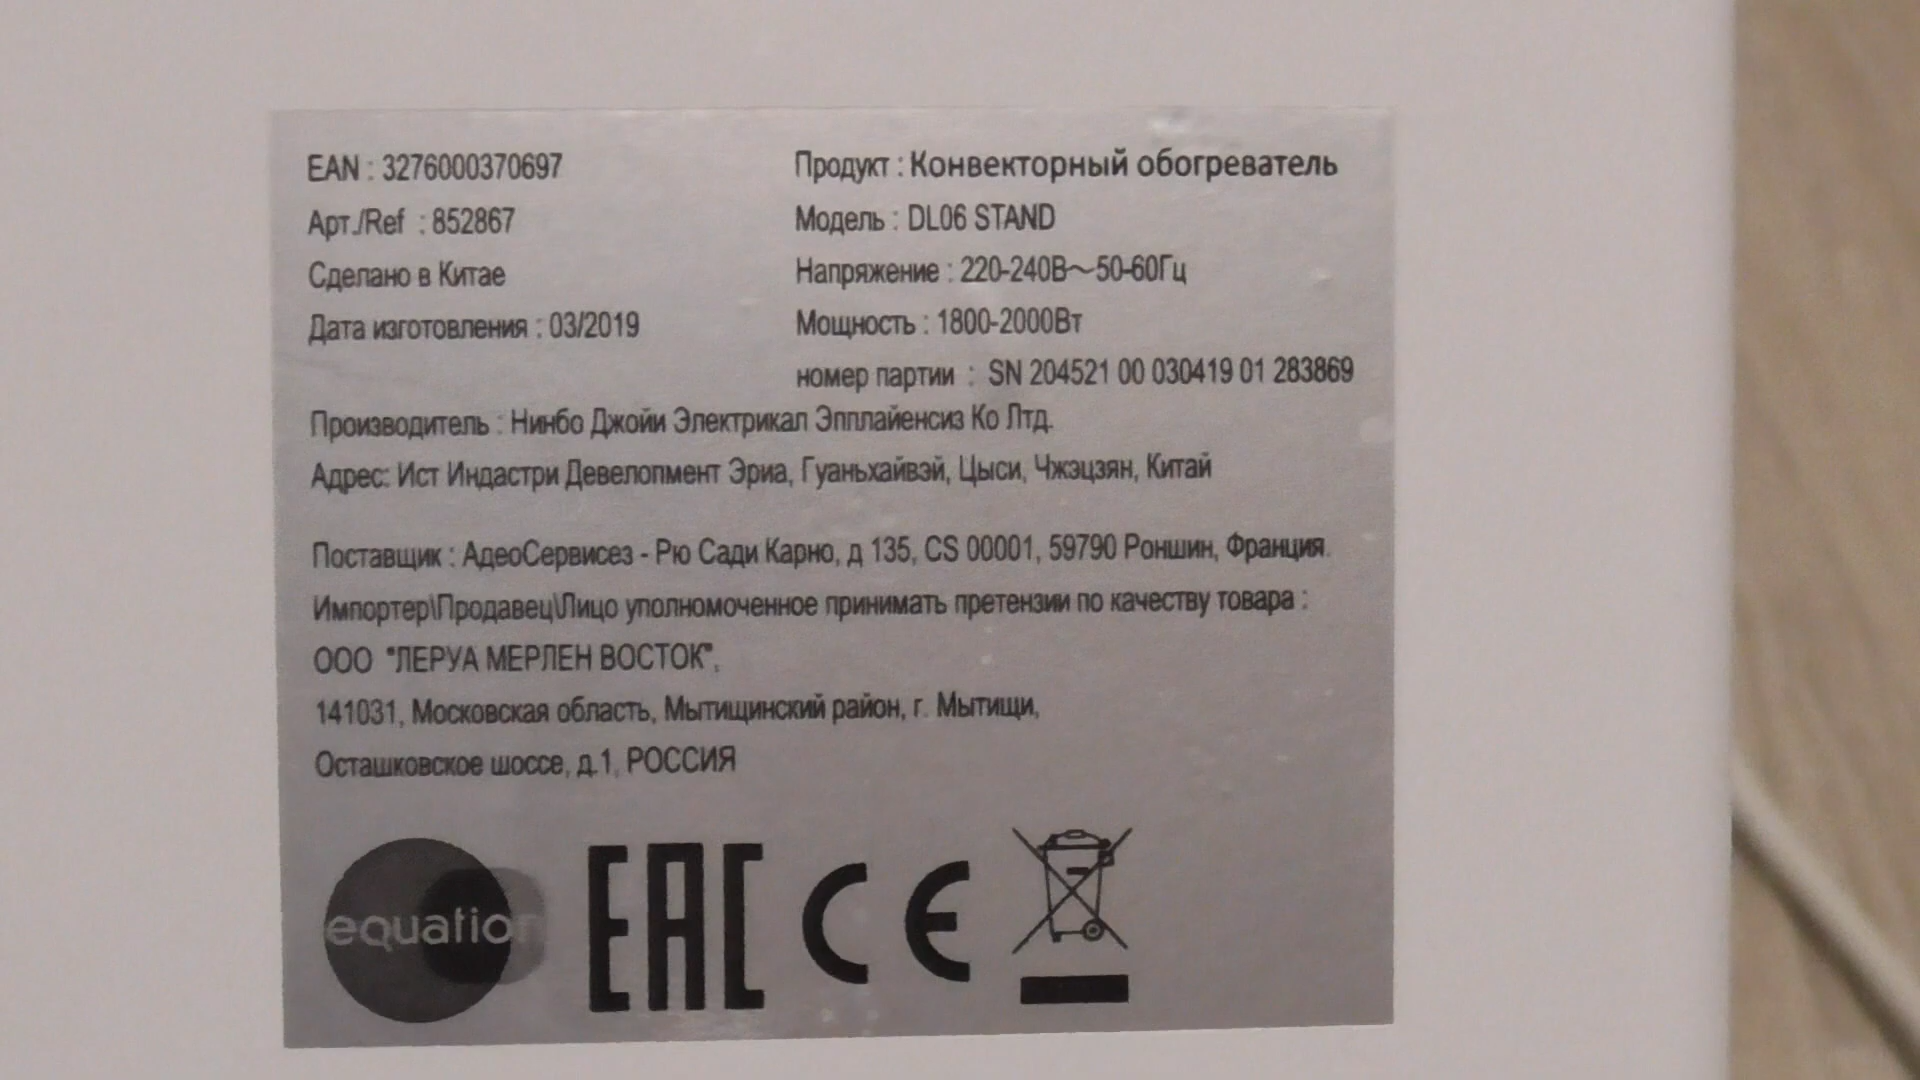 EAN : 3276000370697
Арт./Ref : 852867
Сделано в Китае
Дата изготовления : 03/2019
Продукт : Конвекторный обогреватель
Модель : DL06 STAND
Напряжение : 220-240В~50-60Гц
Мощность : 1800-2000Вт
номер партии : SN 204521 00 030419 01 283869
Производитель : Нинбо Джойи Электрикал Эпплайенсиз Ко Лтд.
Адрес: Ист Индастри Девелопмент Эриа, Гуаньхайвэй, Цыси, Чжэцзян, Китай
Поставщик : АдеоСервисез - Рю Сади Карно, д 135, CS 00001, 59790 Роншин, Франция.
Импортер\Продавец\Лицо уполномоченное принимать претензии по качеству товара :
ООО "ЛЕРУА МЕРЛЕН ВОСТОК",
141031, Московская область, Мытищинский район, г. Мытищи,
Осташковское шоссе, д.1, РОССИЯ
equation EAC CE